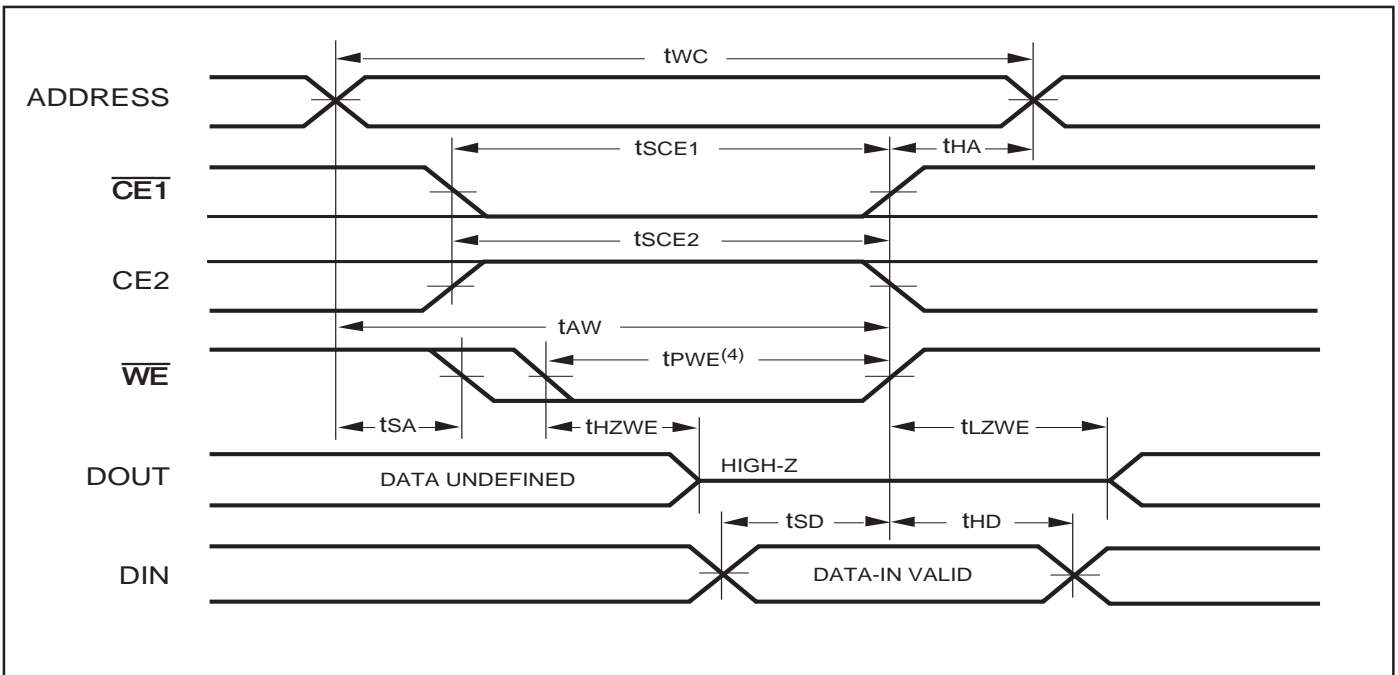 tWC
ADDRESS
tSCE1
tHA
CE1
tSCE2
CE2
tAW
tPWE(4)
WE
tSA
tHZWE
tLZWE
DOUT
DATA UNDEFINED
HIGH-Z
tSD
tHD
DIN
DATA-IN VALID